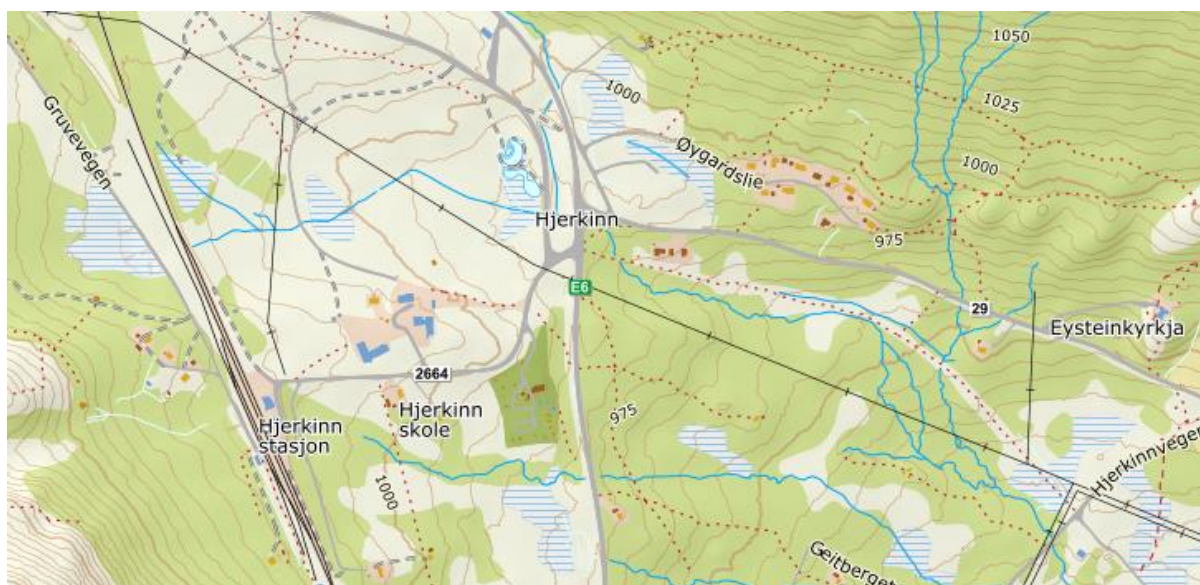 1050
Gruvevegen
1000
1025
Øygardslie
1000
Hjerkinn
975
E6
29
Eysteinkyrkja
2664
Hjerkinn
stasjon
Hjerkinn
skole
975
Hjerkinnveger
1000
Geitberget